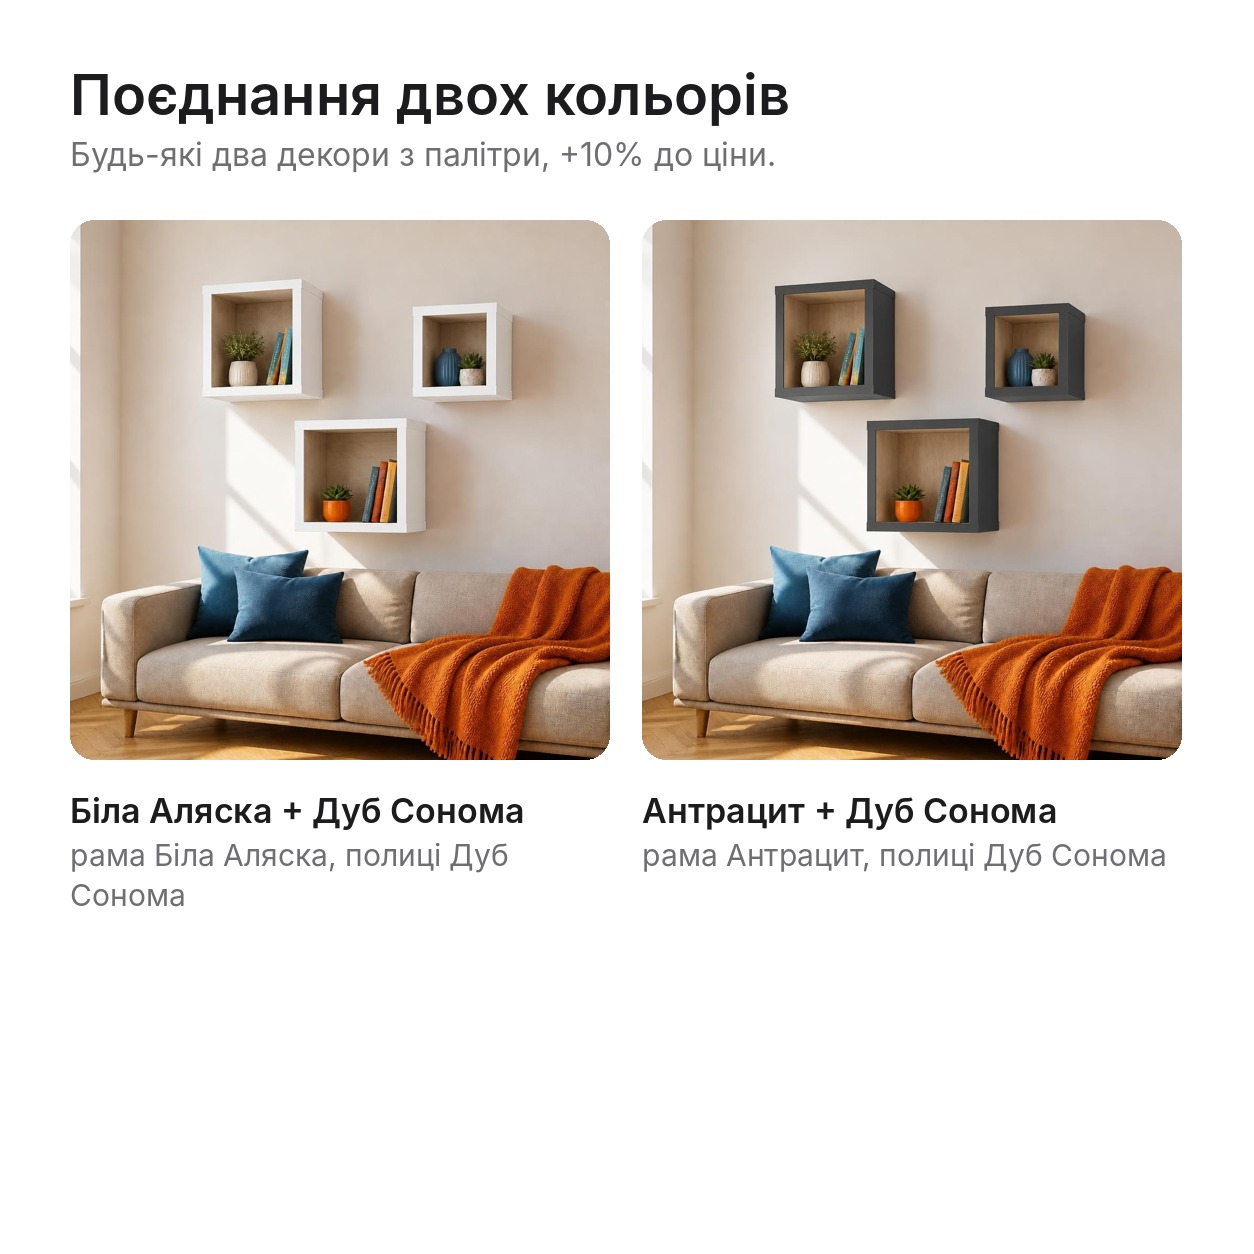 Поєднання двох кольорів
Будь-які два декори з палітри, +10% до ціни.
Біла Аляска + Дуб Сонома
рама Біла Аляска, полиці Дуб
Сонома
Антрацит + Дуб Сонома
рама Антрацит, полиці Дуб Сонома